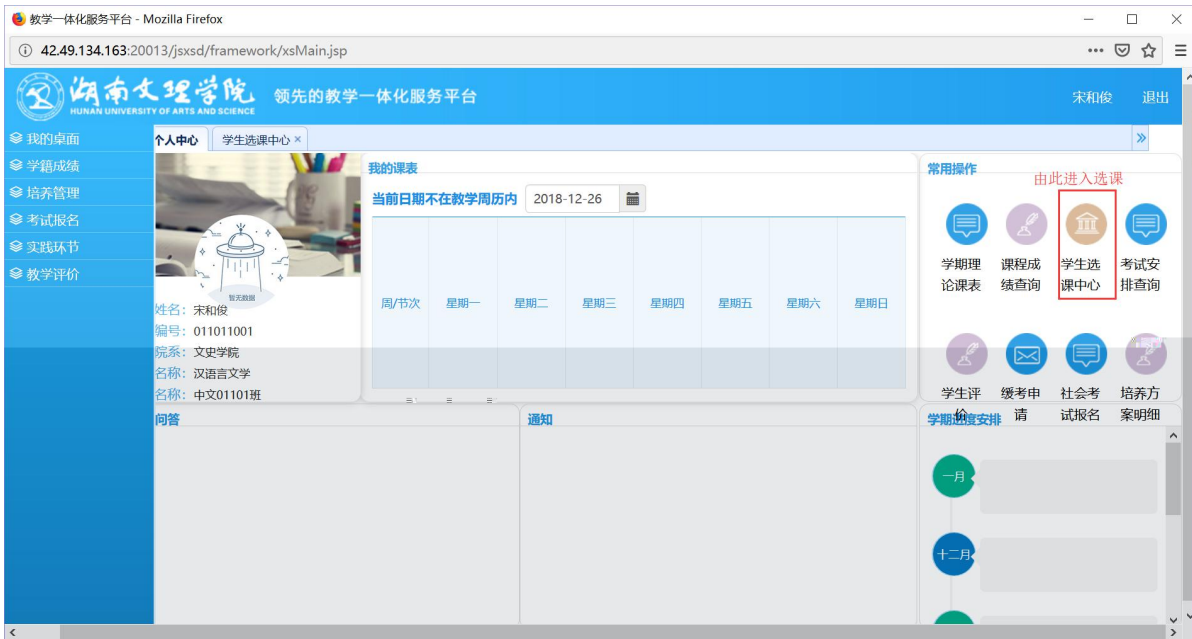 教学一体化服务平台 - Mozilla Firefox
42.49.134.163:20013/jsxsd/framework/xsMain.jsp
湖南文理学院
HUNAN UNIVERSITY OF ARTS AND SCIENCE
领先的教学一体化服务平台
宋和俊 退出
我的桌面
学籍成绩
培养管理
考试报名
实践环节
教学评价
个人中心 学生选课中心 ×
暂无数据
姓名：宋和俊
编号：011011001
院系：文史学院
名称：汉语言文学
名称：中文01101班
我的课表
当前日期不在教学周历内 2018-12-26
周/节次 星期一 星期二 星期三 星期四 星期五 星期六 星期日
常用操作
由此进入选课
学期理论课表
课程成绩查询
学生选课中心
考试安排查询
学生评价
缓考申请
社会考试报名
培养方案明细
问答
通知
学期进度安排
一月
十二月